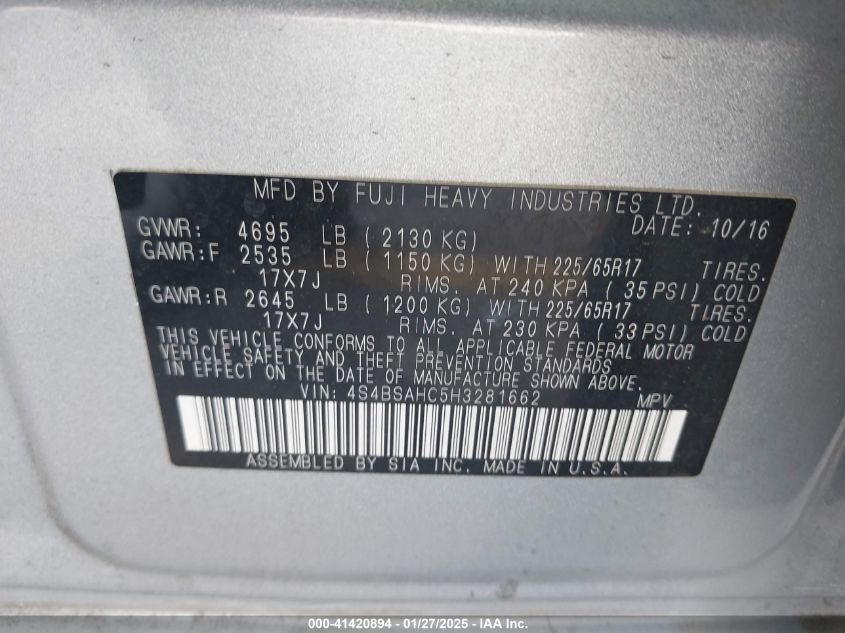 MFD BY FUJI HEAVY INDUSTRIES LTD.
DATE: 10/16
GVWR: 4695 LB ( 2130 KG)
GAWR:F 2535 LB ( 1150 KG) WITH 225/65R17 TIRES.
17X7J RIMS. AT 240 KPA ( 35 PSI) COLD
GAWR:R 2645 LB ( 1200 KG) WITH 225/65R17 TIRES.
17X7J RIMS. AT 230 KPA ( 33 PSI) COLD
THIS VEHICLE CONFORMS TO ALL APPLICABLE FEDERAL MOTOR
VEHICLE SAFETY AND THEFT PREVENTION STANDARDS
IN EFFECT ON THE DATE OF MANUFACTURE SHOWN ABOVE.
VIN: 4S4BSAHC5H3281662 MPV
ASSEMBLED BY SIA INC. MADE IN U.S.A.
000-41420894 - 01/27/2025 - IAA Inc.